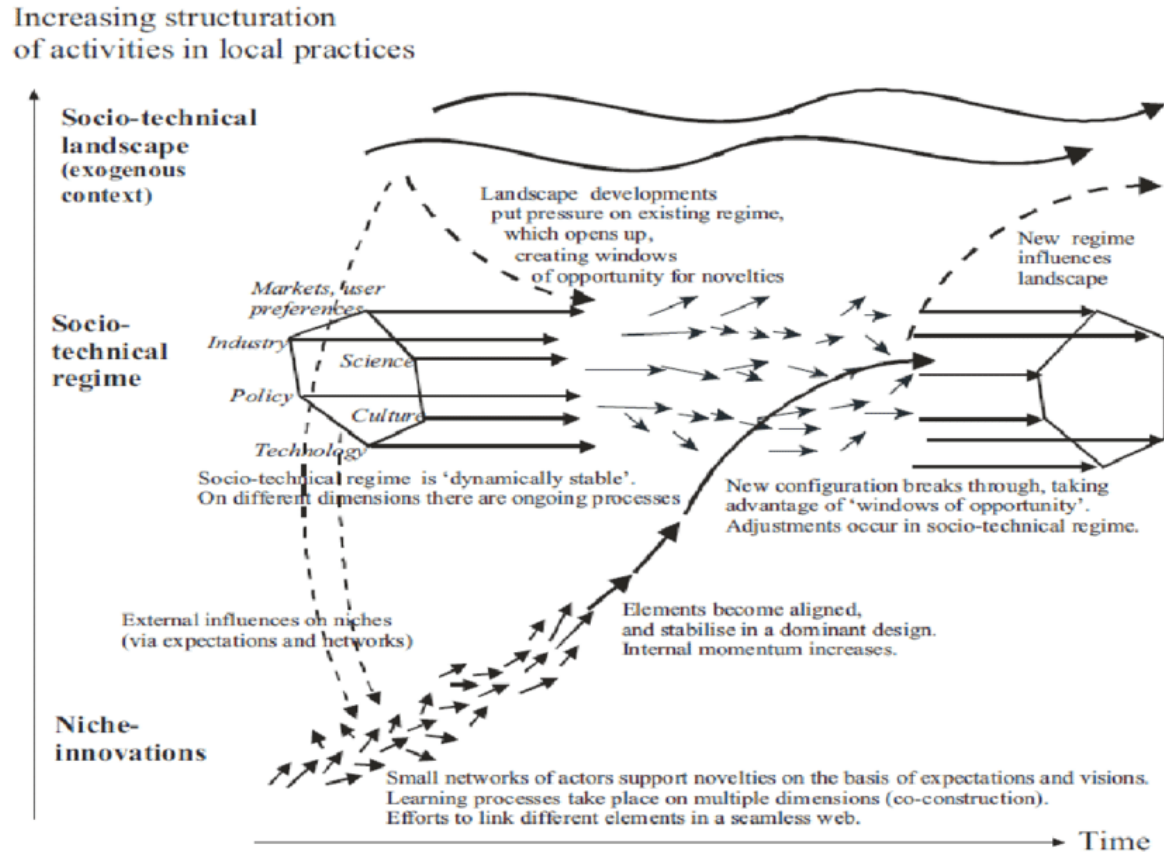 Increasing structuration
of activities in local practices
Socio-technical
landscape
(exogenous
context)
Landscape developments
put pressure on existing regime,
which opens up,
creating windows
of opportunity for novelties
New regime
influences
landscape
Markets, user
preferences
Socio-
technical
regime
Industry
Science
Policy
Culture
Technology
Socio-technical regime is ‘dynamically stable’.
On different dimensions there are ongoing processes
New configuration breaks through, taking
advantage of ‘windows of opportunity’.
Adjustments occur in socio-technical regime.
External influences on niches
(via expectations and networks)
Elements become aligned,
and stabilise in a dominant design.
Internal momentum increases.
Niche-
innovations
Small networks of actors support novelties on the basis of expectations and visions.
Learning processes take place on multiple dimensions (co-construction).
Efforts to link different elements in a seamless web.
Time